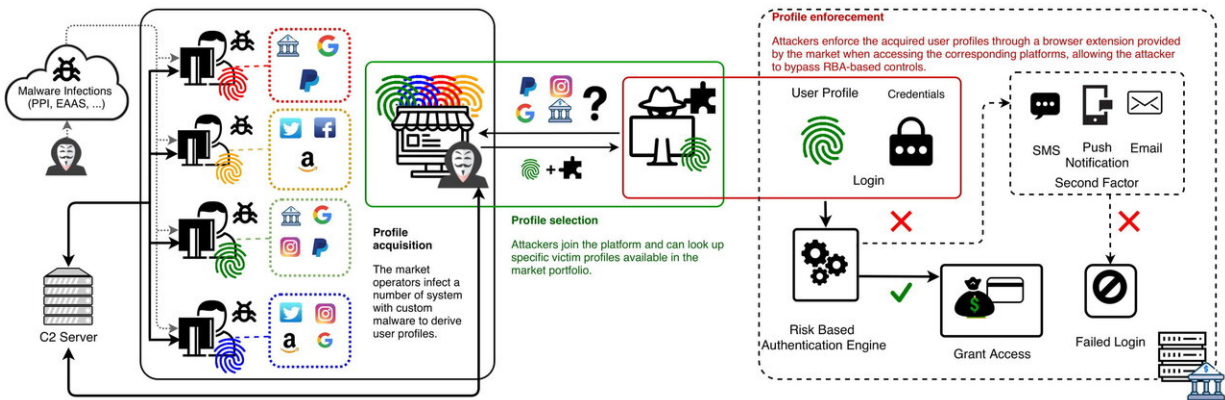 Malware Infections
(PPI, EAAS, ...)
C2 Server
Profile
acquisition
The market
operators infect a
number of system
with custom
malware to derive
user profiles.
?
+
Profile selection
Attackers join the platform and can look up
specific victim profiles available in the
market portfolio.
Profile enforecement
Attackers enforce the acquired user profiles through a browser extension provided
by the market when accessing the corresponding platforms, allowing the attacker
to bypass RBA-based controls.
User Profile
Credentials
Login
SMS
Push
Notification
Email
Second Factor
Risk Based
Authentication Engine
Grant Access
Failed Login